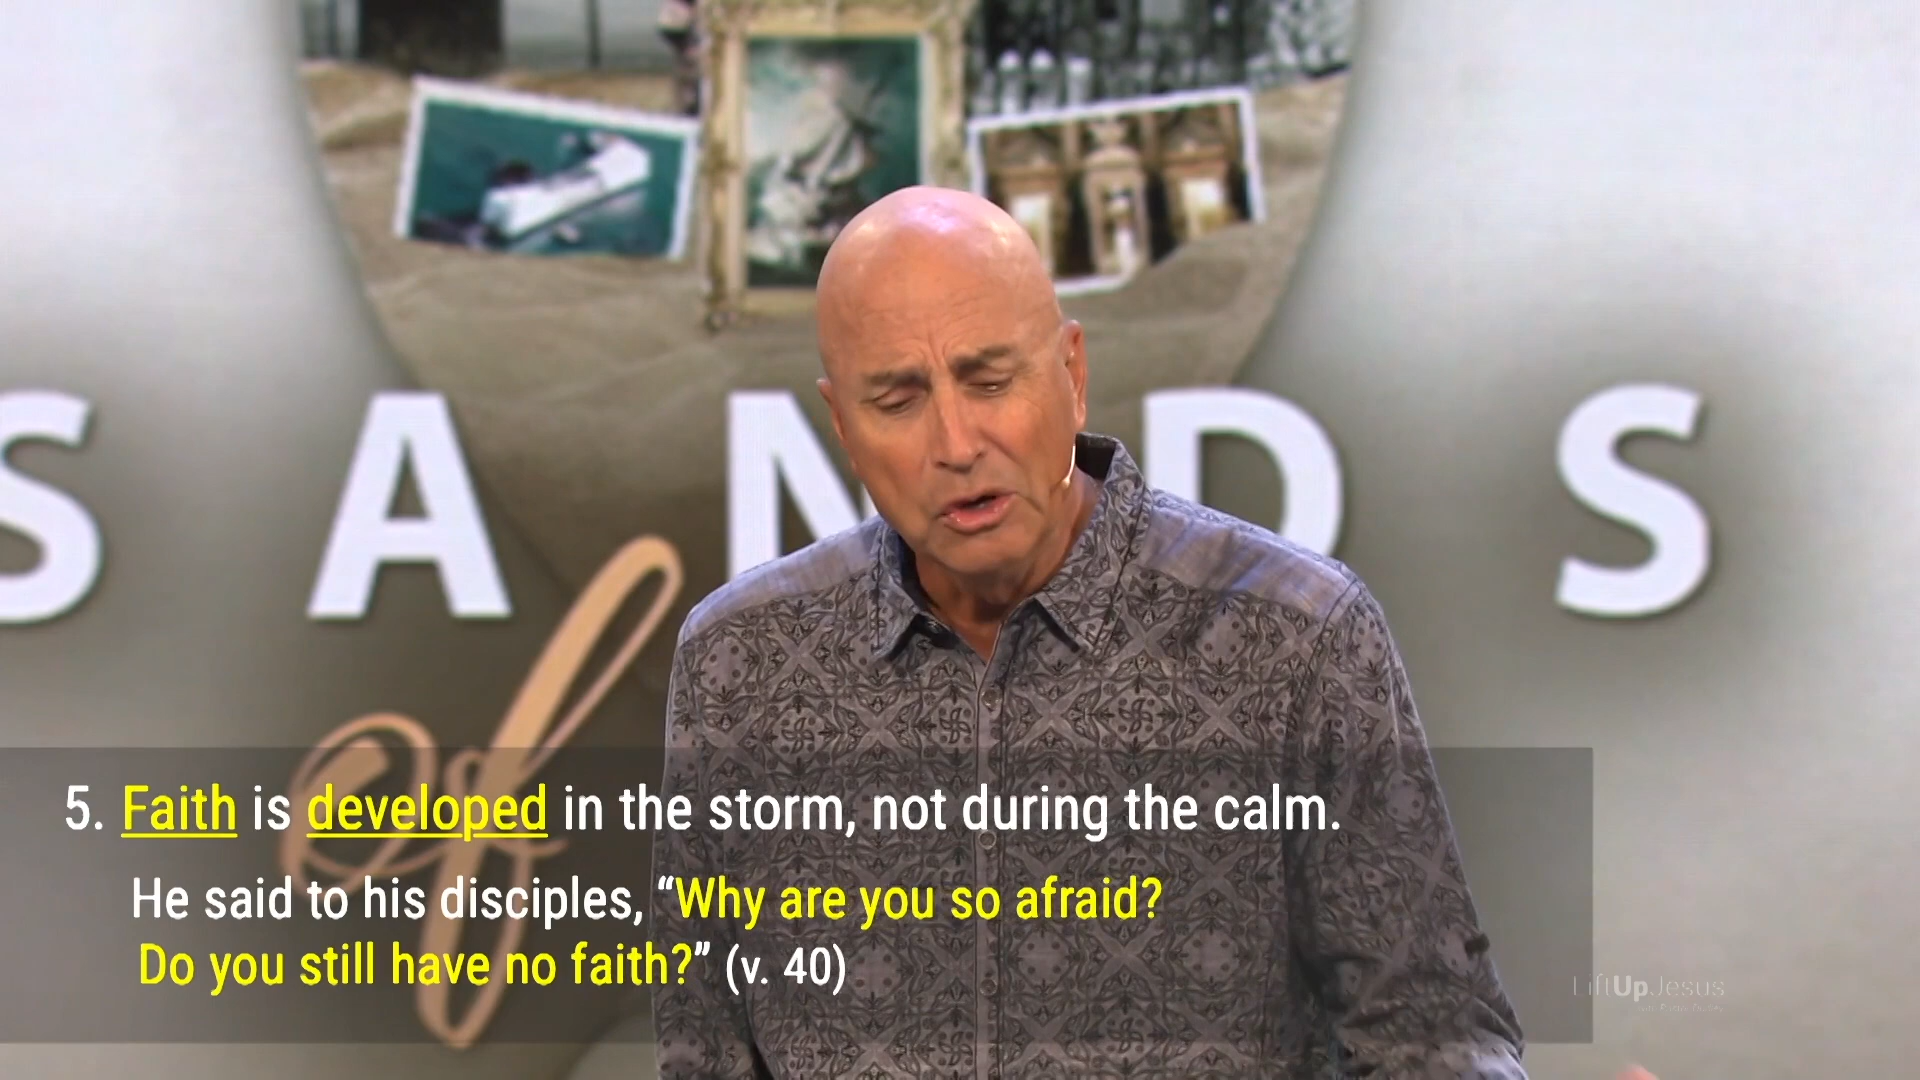 SANDS
of
5. Faith is developed in the storm, not during the calm.
He said to his disciples, “Why are you so afraid?
Do you still have no faith?” (v. 40)
LiftUpJesus